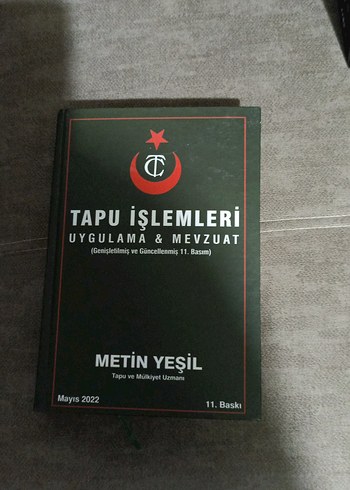 TC
TAPU İŞLEMLERİ
UYGULAMA & MEVZUAT
(Genişletilmiş ve Güncellenmiş 11. Basım)
METİN YEŞİL
Tapu ve Mülkiyet Uzmanı
Mayıs 2022
11. Baskı